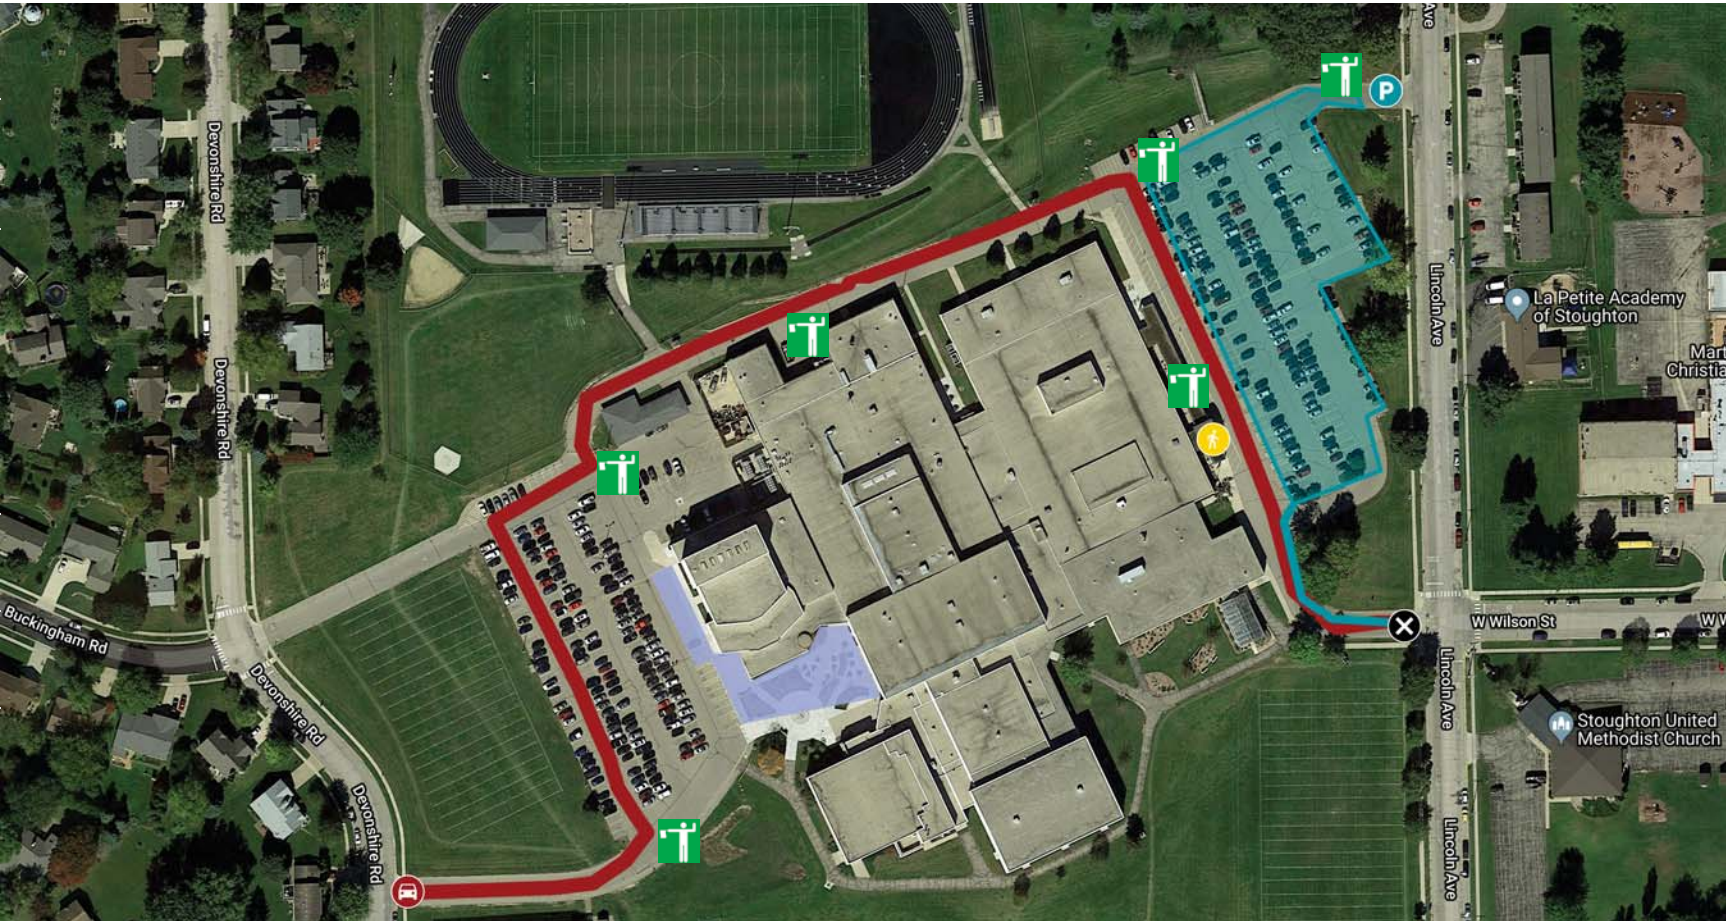 Ave
P
Devonshire Rd
Lincoln Ave
La Petite Academy
of Stoughton
Mart
Christia
Devonshire Rd
Buckingham Rd
W Wilson St
W W
Devonshire Rd
Lincoln Ave
Stoughton United
Methodist Church
Devonshire Rd
Lincoln Ave